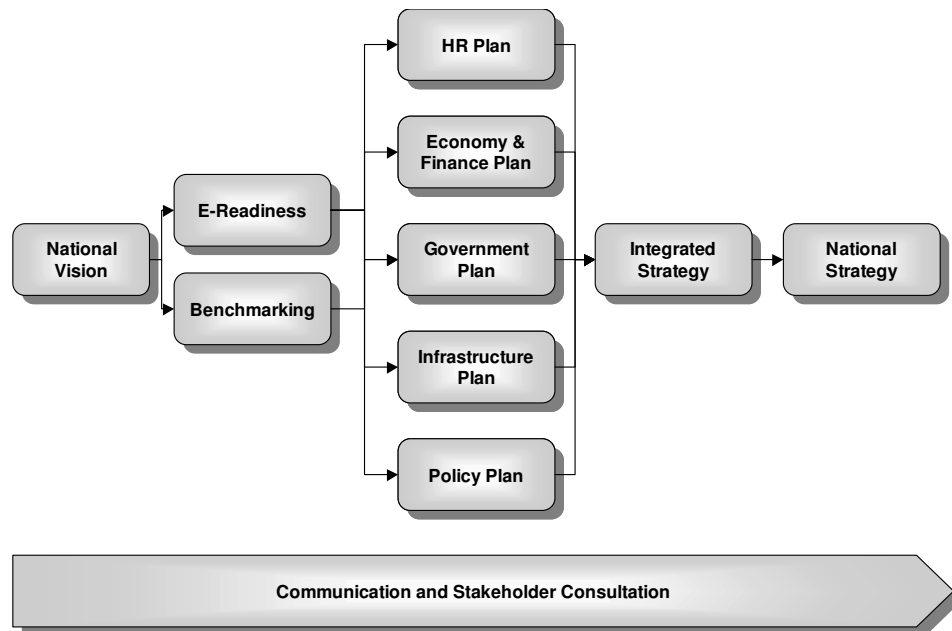 HR Plan
Economy &
Finance Plan
E-Readiness
National
Vision
Government
Plan
Integrated
Strategy
National
Strategy
Benchmarking
Infrastructure
Plan
Policy Plan
Communication and Stakeholder Consultation